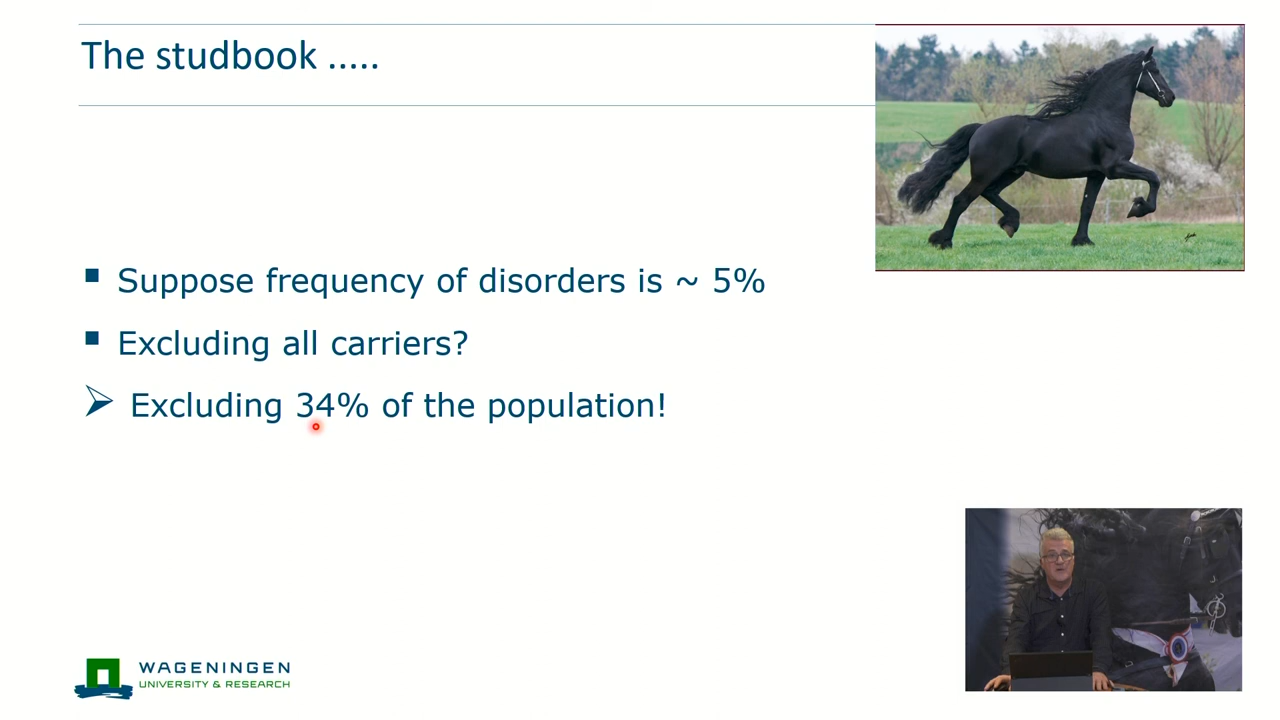 The studbook .....
Suppose frequency of disorders is ~ 5%
Excluding all carriers?
Excluding 34% of the population!
WAGENINGEN
UNIVERSITY & RESEARCH